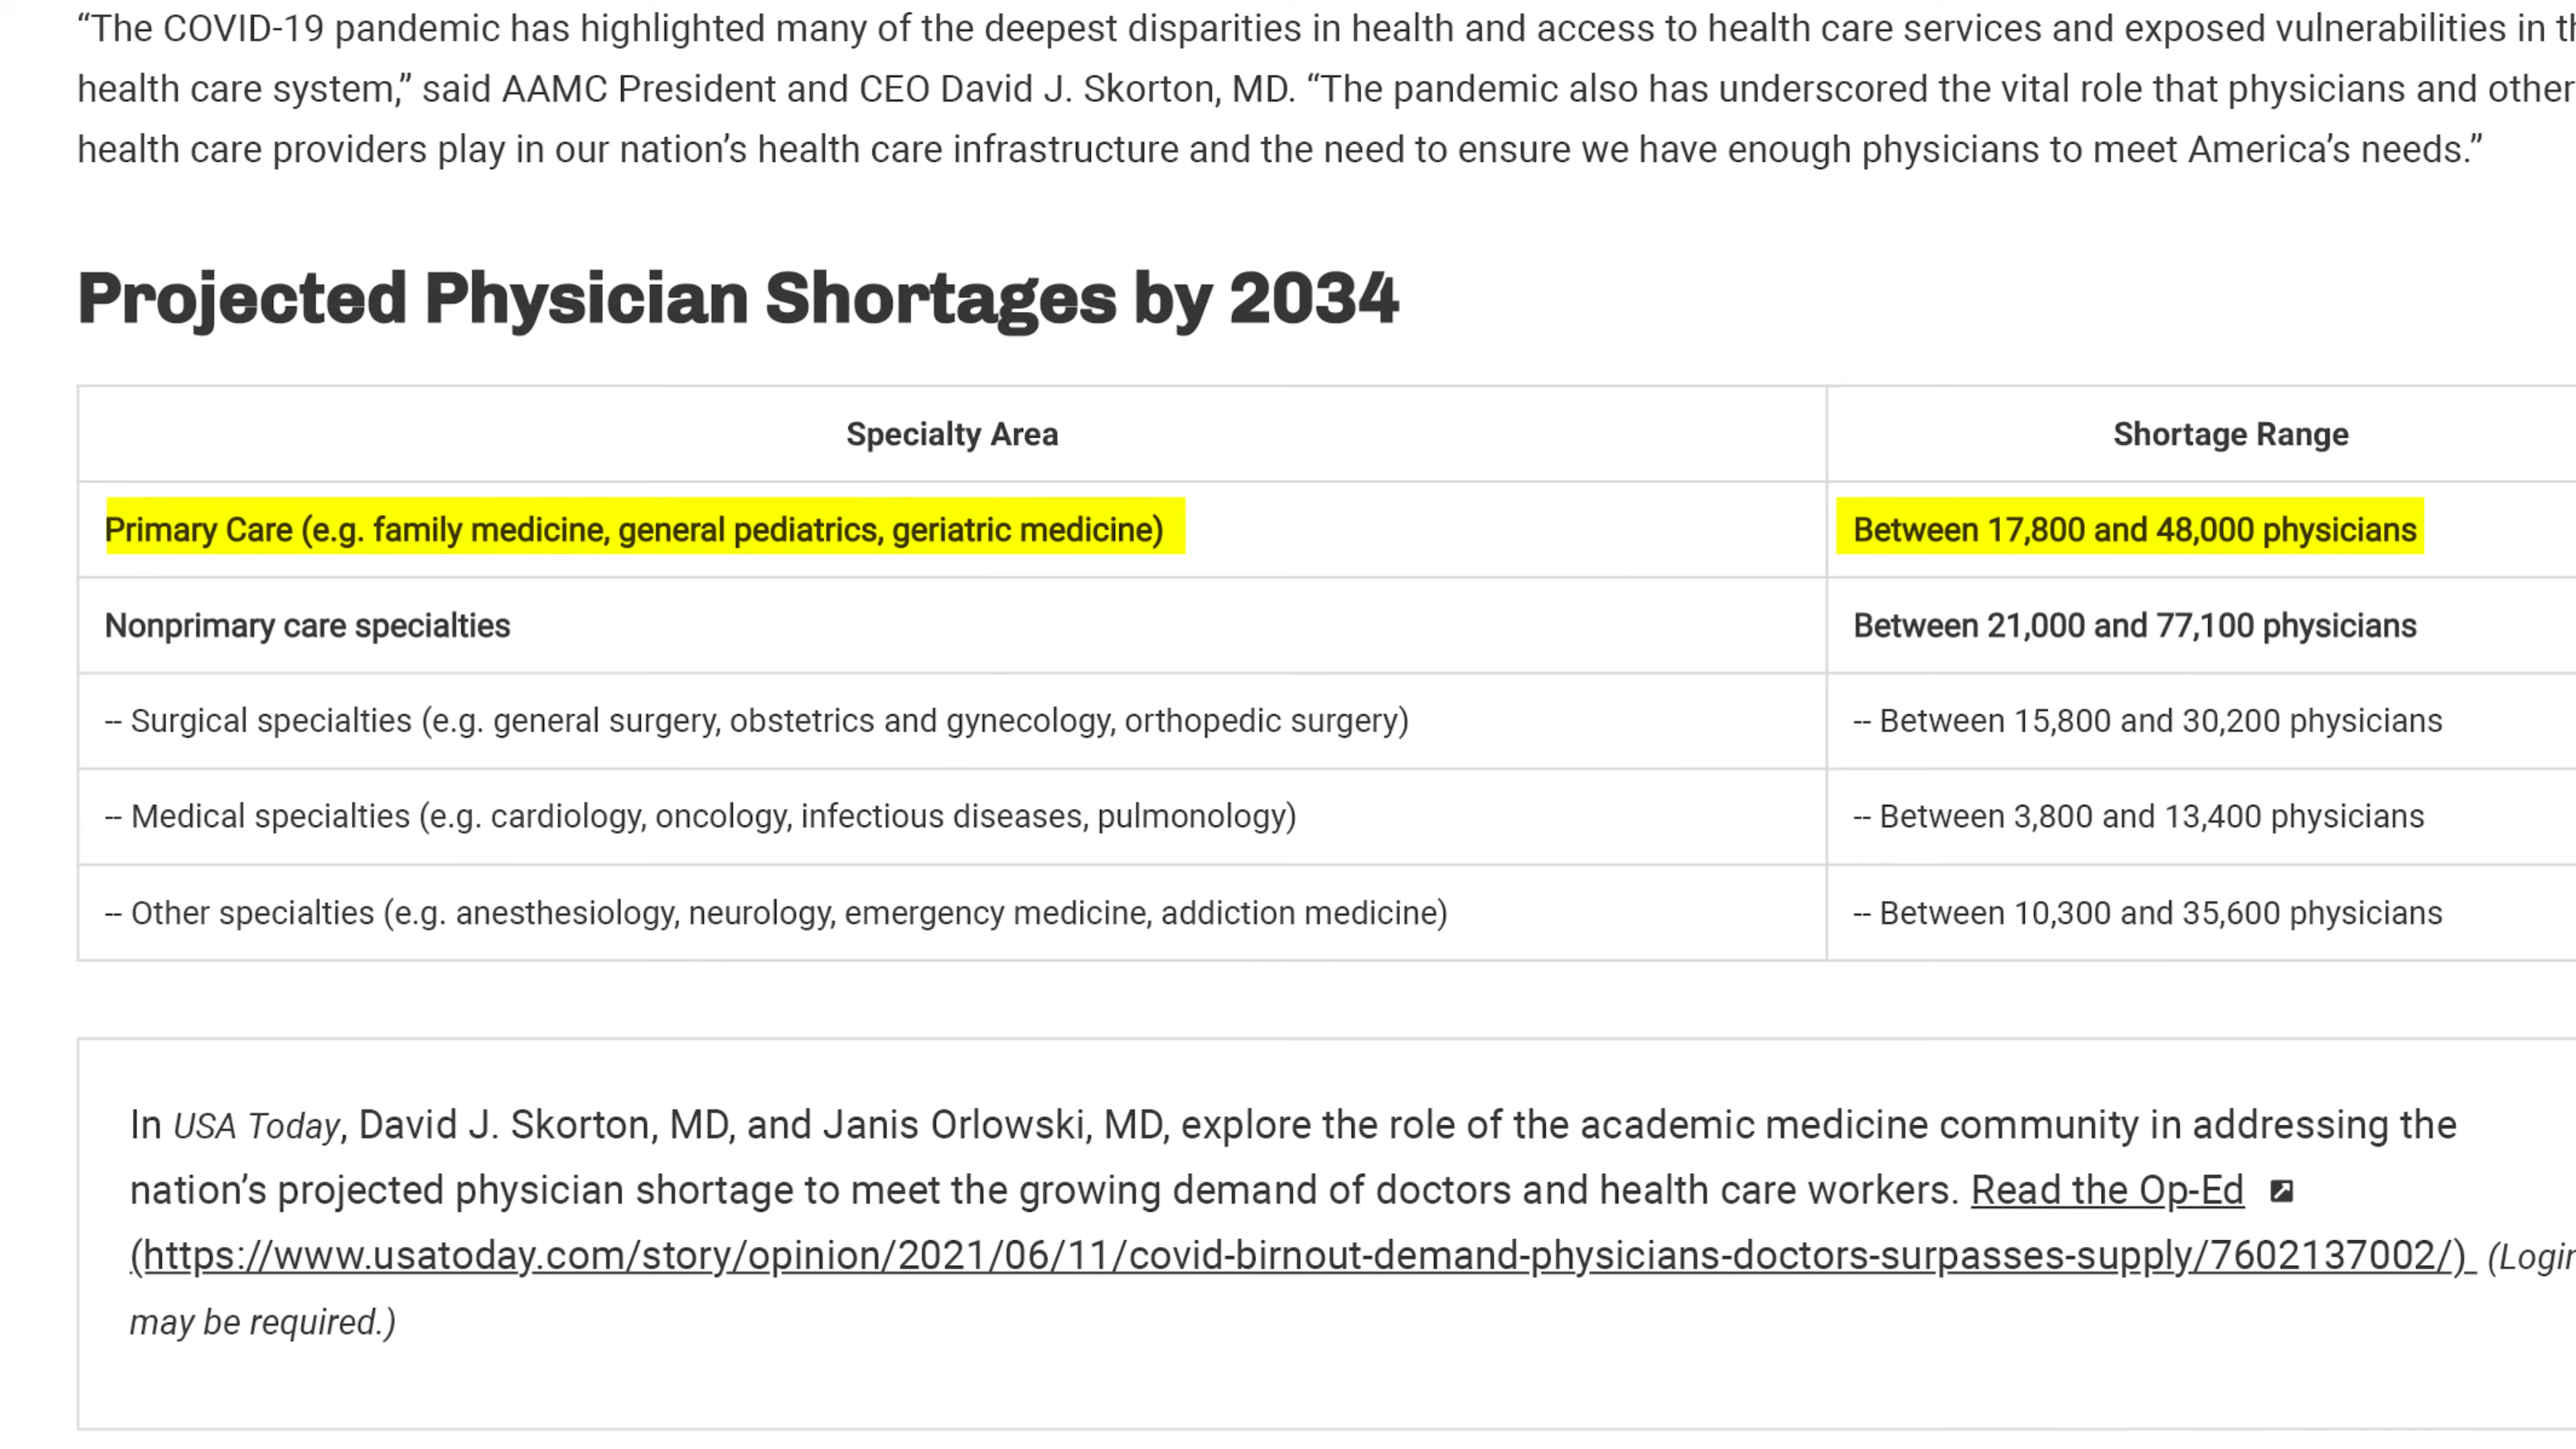 “The COVID-19 pandemic has highlighted many of the deepest disparities in health and access to health care services and exposed vulnerabilities in
health care system,” said AAMC President and CEO David J. Skorton, MD. “The pandemic also has underscored the vital role that physicians and other
health care providers play in our nation’s health care infrastructure and the need to ensure we have enough physicians to meet America’s needs.”
Projected Physician Shortages by 2034
Specialty Area Shortage Range
Primary Care (e.g. family medicine, general pediatrics, geriatric medicine) Between 17,800 and 48,000 physicians
Nonprimary care specialties Between 21,000 and 77,100 physicians
-- Surgical specialties (e.g. general surgery, obstetrics and gynecology, orthopedic surgery) -- Between 15,800 and 30,200 physicians
-- Medical specialties (e.g. cardiology, oncology, infectious diseases, pulmonology) -- Between 3,800 and 13,400 physicians
-- Other specialties (e.g. anesthesiology, neurology, emergency medicine, addiction medicine) -- Between 10,300 and 35,600 physicians
In USA Today, David J. Skorton, MD, and Janis Orlowski, MD, explore the role of the academic medicine community in addressing the
nation’s projected physician shortage to meet the growing demand of doctors and health care workers. Read the Op-Ed
(https://www.usatoday.com/story/opinion/2021/06/11/covid-birnout-demand-physicians-doctors-surpasses-supply/7602137002/) (Login
may be required.)